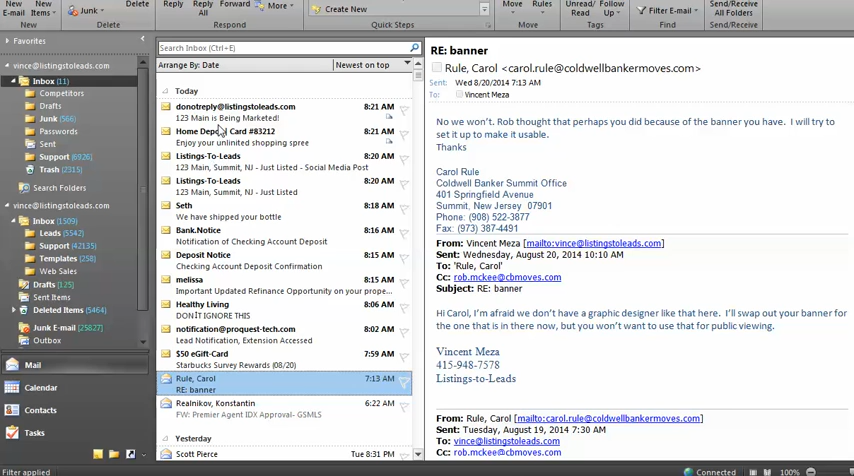 New E-mail
New Items
Delete
Junk
Reply
Reply All
Forward
More
Create New
Move
Rules
Unread/ Read
Follow Up
Filter E-mail
Send/Receive All Folders
New
Delete
Respond
Quick Steps
Move
Tags
Find
Send/Receive
Favorites
vince@listingstoleads.com
Inbox (11)
Competitors
Drafts
Junk (566)
Passwords
Sent
Support (6926)
Trash (2315)
Search Folders
vince@listingstoleads.com
Inbox (1509)
Leads (5542)
Support (42135)
Templates (258)
Web Sales
Drafts (125)
Sent Items
Deleted Items (5464)
Junk E-mail (25827)
Outbox
Mail
Calendar
Contacts
Tasks
Filter applied
Search Inbox (Ctrl+E)
Arrange By: Date
Newest on top
Today
donotreply@listingstoleads.com 8:21 AM
123 Main is Being Marketed!
Home Depot Card #83212 8:21 AM
Enjoy your unlimited shopping spree
Listings-To-Leads 8:20 AM
123 Main, Summit, NJ - Just Listed - Social Media Post
Listings-To-Leads 8:20 AM
123 Main, Summit, NJ - Just Listed
Seth 8:18 AM
We have shipped your bottle
Bank.Notice 8:16 AM
Notification of Checking Account Deposit
Deposit Notice 8:15 AM
Checking Account Deposit Confirmation
melissa 8:15 AM
Important Updated Refinance Opportunity on your prope...
Healthy Living 8:06 AM
DON'T IGNORE THIS
notification@proquest-tech.com 8:02 AM
Lead Notification, Extension Accessed
$50 eGift-Card 7:59 AM
Starbucks Survey Rewards (08/20)
Rule, Carol 7:13 AM
RE: banner
Realnikov, Konstantin 6:22 AM
FW: Premier Agent IDX Approval- GSMLS
Yesterday
Scott Pierce Tue 8:31 PM
RE: banner
Rule, Carol <carol.rule@coldwellbankermoves.com>
Sent: Wed 8/20/2014 7:13 AM
To: Vincent Meza
No we won't. Rob thought that perhaps you did because of the banner you have. I will try to
set it up to make it usable.
Thanks
Carol Rule
Coldwell Banker Summit Office
401 Springfield Avenue
Summit, New Jersey 07901
Phone: (908) 522-3877
Fax: (973) 387-4491
From: Vincent Meza [mailto:vince@listingstoleads.com]
Sent: Wednesday, August 20, 2014 10:10 AM
To: 'Rule, Carol'
Cc: rob.mckee@cbmoves.com
Subject: RE: banner
Hi Carol, I'm afraid we don't have a graphic designer like that here. I'll swap out your banner for
the one that is in there now, but you won't want to use that for public viewing.
Vincent Meza
415-948-7578
Listings-to-Leads
From: Rule, Carol [mailto:carol.rule@coldwellbankermoves.com]
Sent: Tuesday, August 19, 2014 7:30 AM
To: vince@listingstoleads.com
Cc: rob.mckee@cbmoves.com
Connected
100%